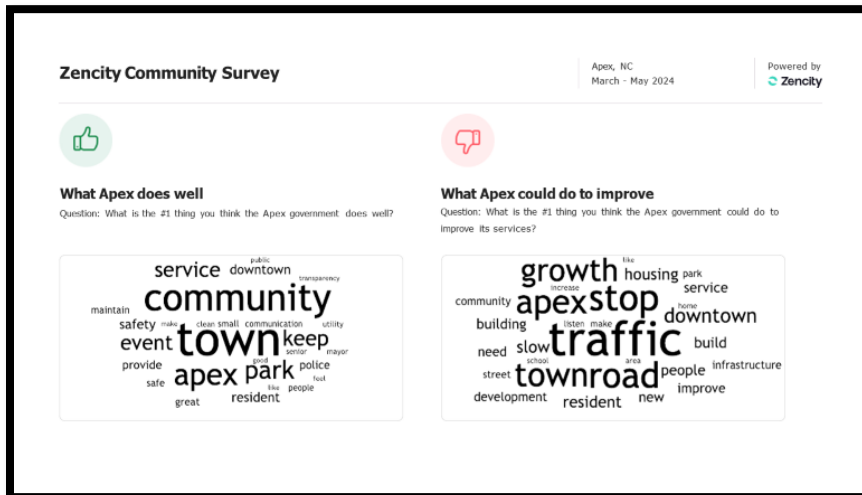 Zencity Community Survey
Apex, NC
March - May 2024
Powered by
Zencity
What Apex does well
Question: What is the #1 thing you think the Apex government does well?
public
service downtown
transparency
community
maintain
safety make clean small communication utility
event town keep
senior mayor
provide good police
safe apex park feel
like people
great resident
What Apex could do to improve
Question: What is the #1 thing you think the Apex government could do to
improve its services?
like
growth housing park
increase service
community apex stop home
downtown
building listen make
traffic build
need slow
school area
street town road people infrastructure
improve
development resident new